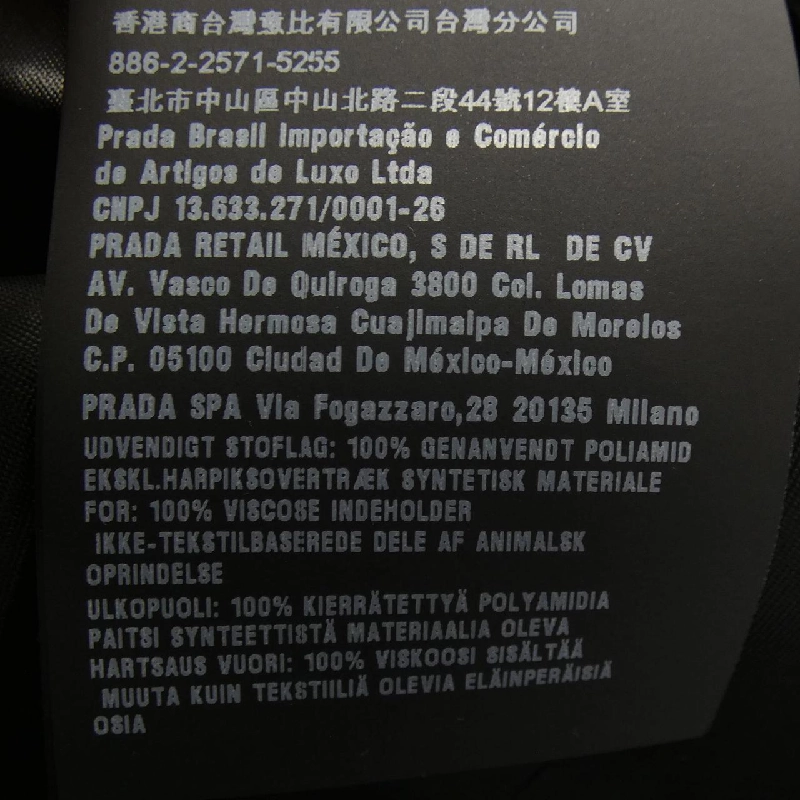 香港商台灣意比有限公司台灣分公司
886-2-2571-5255
臺北市中山區中山北路二段44號12樓A室
Prada Brasil Importação e Comércio
de Artigos de Luxo Ltda
CNPJ 13.633.271/0001-26
PRADA RETAIL MÉXICO, S DE RL DE CV
AV. Vasco De Quiroga 3800 Col. Lomas
De Vista Hermosa Cuajimalpa De Morelos
C.P. 05100 Ciudad De México-México
PRADA SPA Via Fogazzaro,28 20135 Milano
UDVENDIGT STOFLAG: 100% GENANVENDT POLIAMID
EKSKL.HARPIKSOVERTRÆK SYNTETISK MATERIALE
FOR: 100% VISCOSE INDEHOLDER
IKKE-TEKSTILBASEREDE DELE AF ANIMALSK
OPRINDELSE
ULKOPUOLI: 100% KIERRÄTETTYÄ POLYAMIDIA
PAITSI SYNTEETTISTÄ MATERIAALIA OLEVA
HARTSAUS VUORI: 100% VISKOOSI SISÄLTÄÄ
MUUTA KUIN TEKSTIILIÄ OLEVIA ELÄINPERÄISIÄ
OSIA